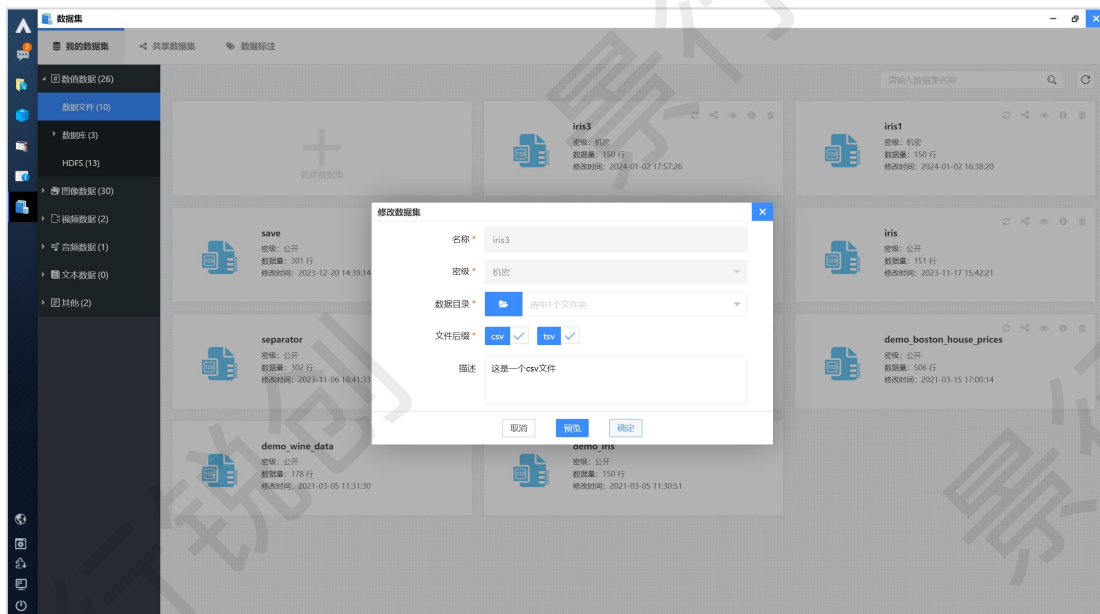 数据集
2
我的数据集
共享数据集
数据标注
数值数据 (26)
数据文件 (10)
数据库 (3)
HDFS (13)
图像数据 (30)
视频数据 (2)
音频数据 (1)
文本数据 (0)
其他 (2)
请输入数据集名称
新建数据集
iris3
密级：机密
数据量：150 行
修改时间：2024-01-02 17:57:26
iris1
密级：机密
数据量：150 行
修改时间：2024-01-02 16:38:20
save
密级：公开
数据量：301 行
修改时间：2023-12-20 14:39:14
iris
密级：公开
数据量：151 行
修改时间：2023-11-17 15:42:21
separator
密级：公开
数据量：302 行
修改时间：2023-11-06 18:41:33
demo_boston_house_prices
密级：公开
数据量：506 行
修改时间：2021-03-15 17:00:14
demo_wine_data
密级：公开
数据量：178 行
修改时间：2021-03-05 11:31:30
demo_iris
密级：公开
数据量：150 行
修改时间：2021-03-05 11:30:51
修改数据集
名称 * iris3
密级 * 机密
数据目录 * 选中1个文件夹
文件后缀 * csv tsv
描述 这是一个csv文件
取消 预览 确定
景行
行锐创
景行